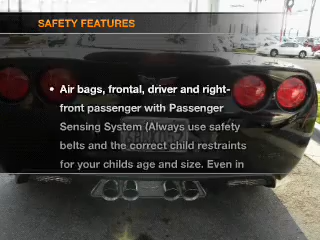 SAFETY FEATURES
• Air bags, frontal, driver and right-
front passenger with Passenger
Sensing System (Always use safety
belts and the correct child restraints
for your childs age and size. Even in